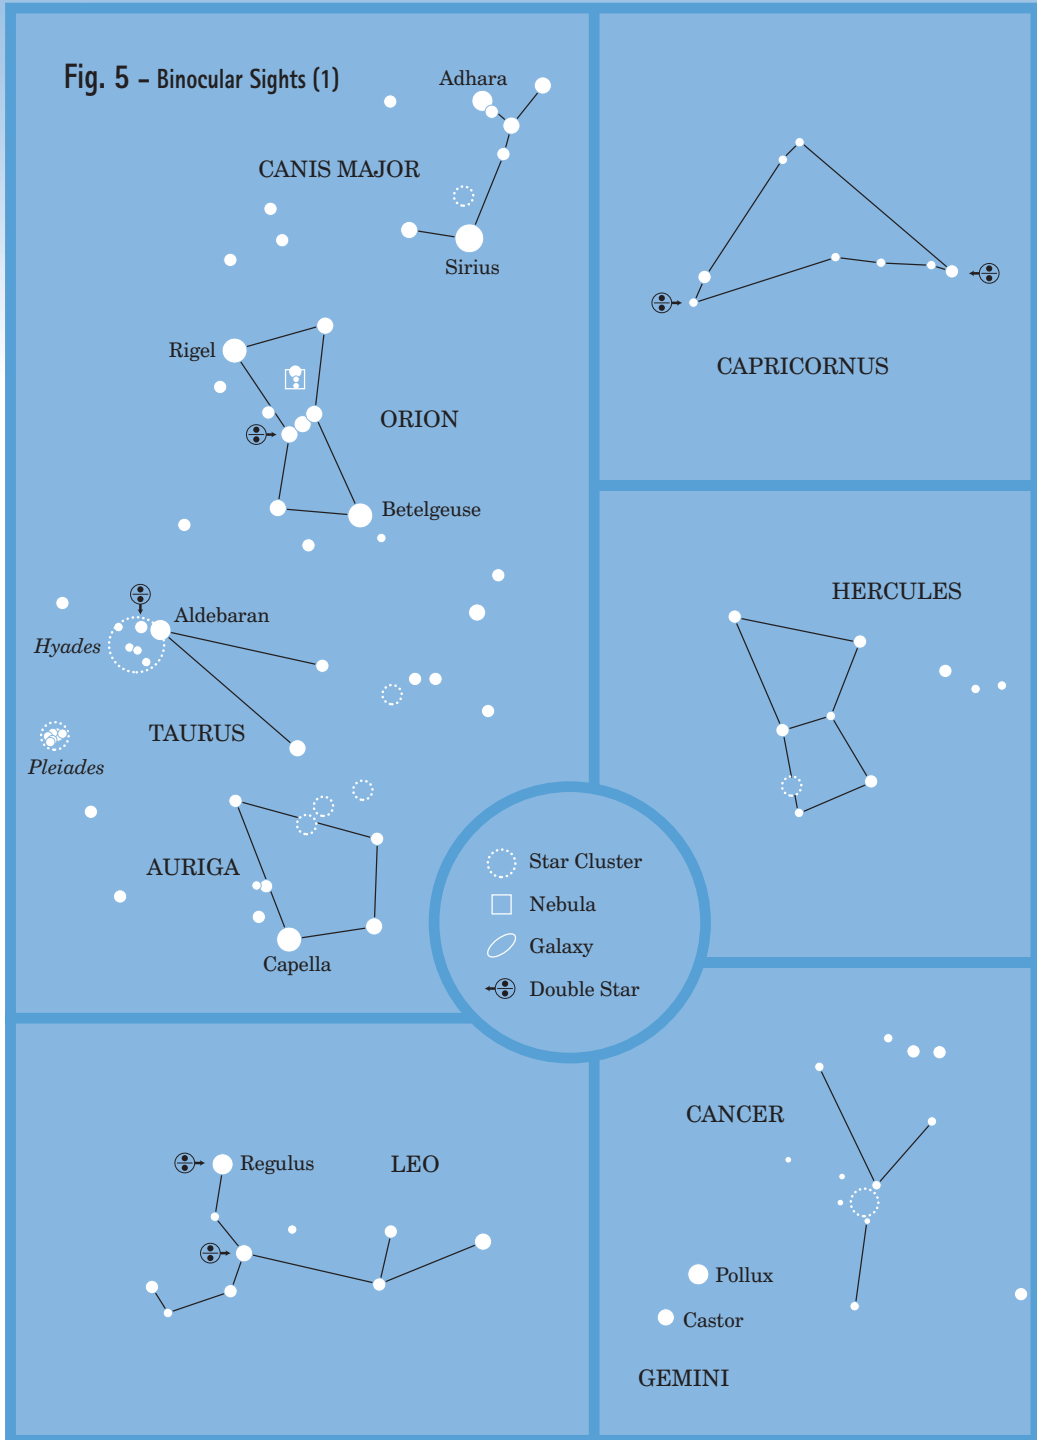 Fig. 5 – Binocular Sights (1)
Adhara
CANIS MAJOR
Sirius
Rigel
ORION
Betelgeuse
Aldebaran
Hyades
TAURUS
Pleiades
AURIGA
Capella
CAPRICORNUS
HERCULES
Star Cluster
Nebula
Galaxy
Double Star
Regulus
LEO
CANCER
Pollux
Castor
GEMINI